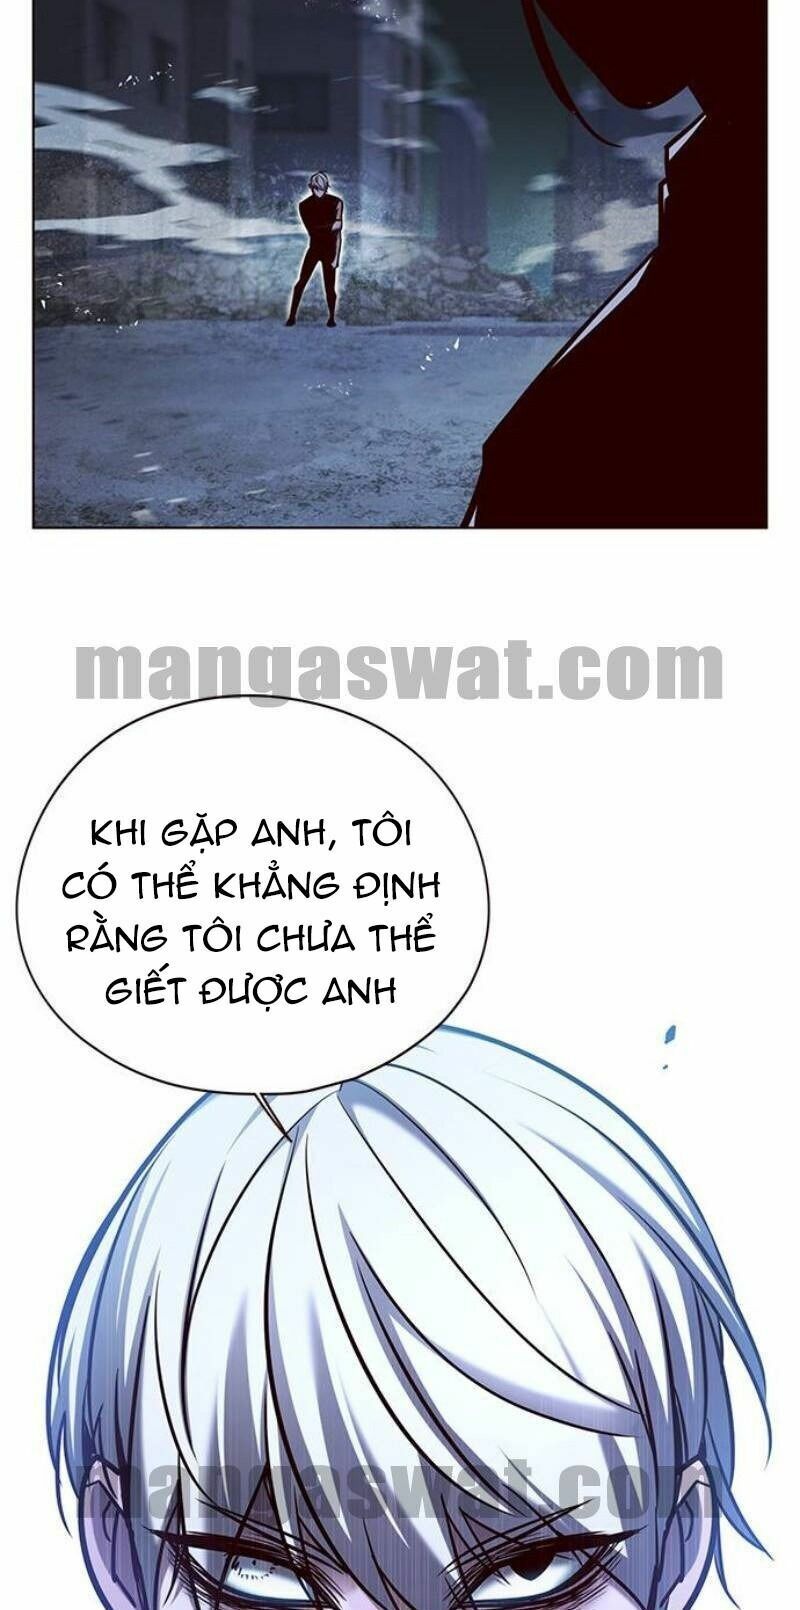 mangaswat.com
KHI GẶP ANH, TÔI
CÓ THỂ KHẲNG ĐỊNH
RẰNG TÔI CHƯA THỂ
GIẾT ĐƯỢC ANH
mangaswat.com